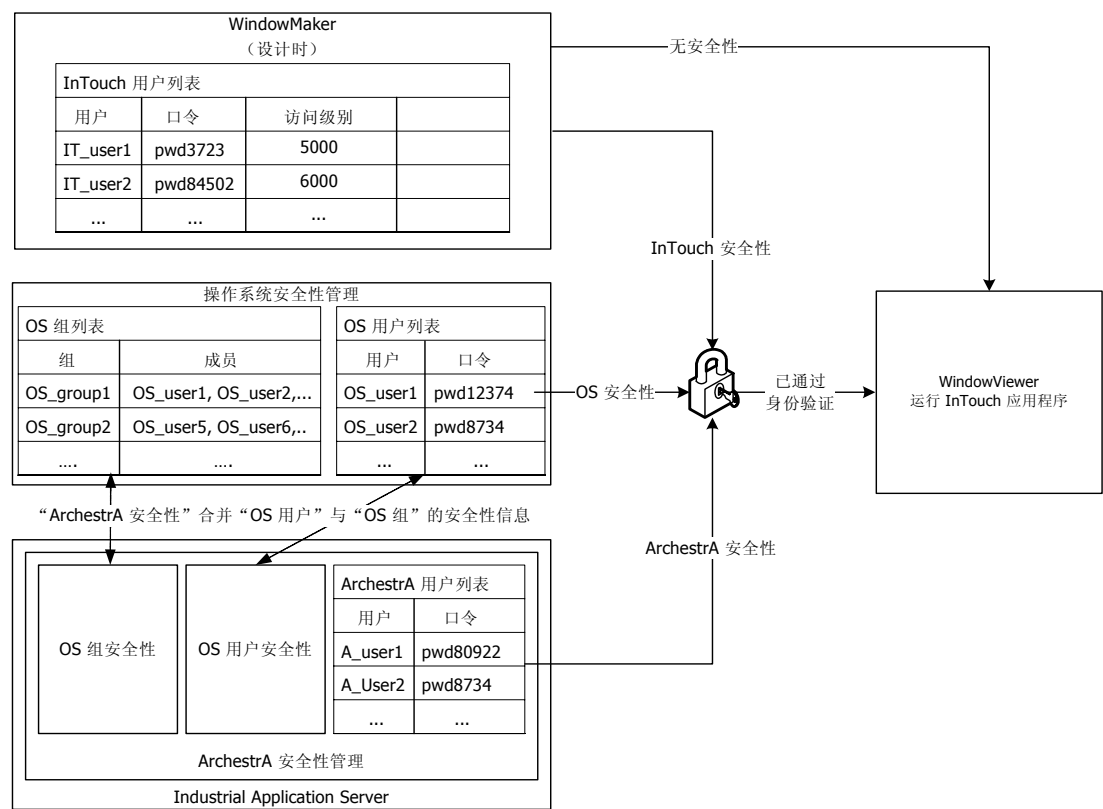 WindowMaker
（设计时）
无安全性
InTouch 用户列表
用户 口令 访问级别
IT_user1 pwd3723 5000
IT_user2 pwd84502 6000
... ... ...
InTouch 安全性
操作系统安全性管理
OS 组列表
组 成员
OS_group1 OS_user1, OS_user2,...
OS_group2 OS_user5, OS_user6,..
.... ....
OS 用户列表
用户 口令
OS_user1 pwd12374
OS_user2 pwd8734
... ...
OS 安全性
已通过
身份验证
WindowViewer
运行 InTouch 应用程序
“ArchestrA 安全性”合并“OS 用户”与“OS 组”的安全性信息
ArchestrA 安全性
OS 组安全性
OS 用户安全性
ArchestrA 用户列表
用户 口令
A_user1 pwd80922
A_User2 pwd8734
... ...
ArchestrA 安全性管理
Industrial Application Server